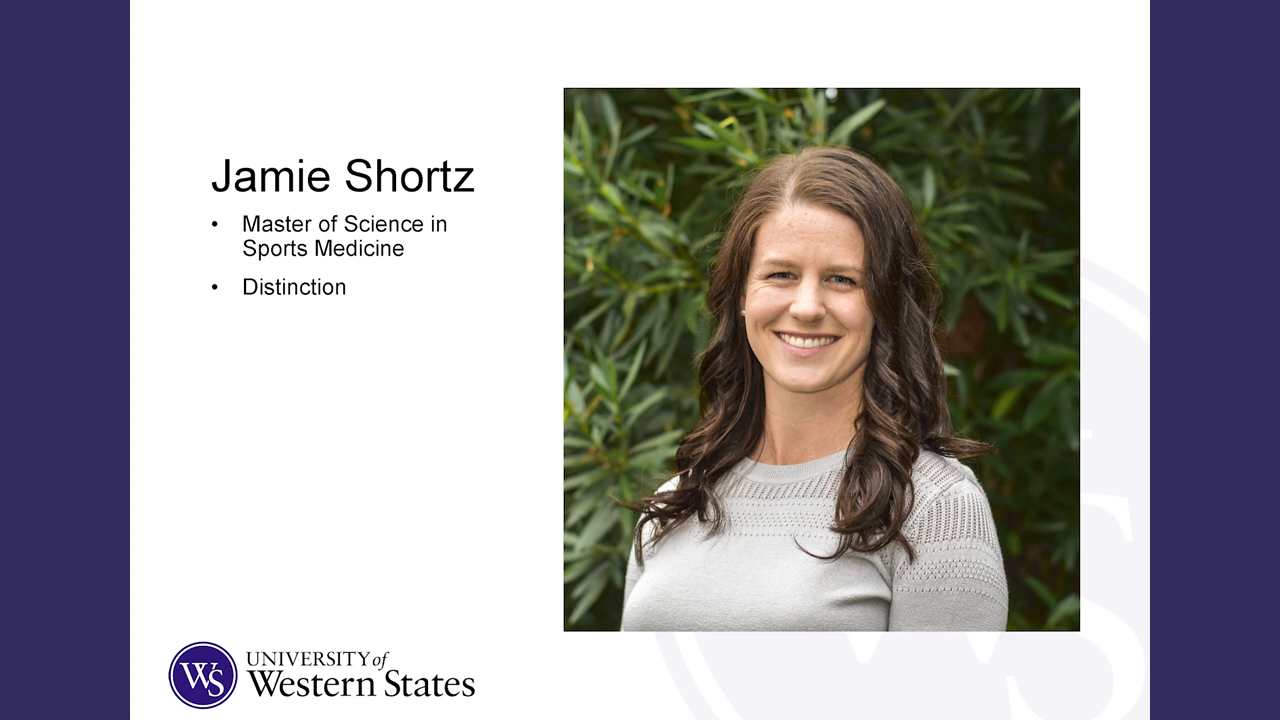 Jamie Shortz
• Master of Science in
Sports Medicine
• Distinction
WS
UNIVERSITY of
Western States